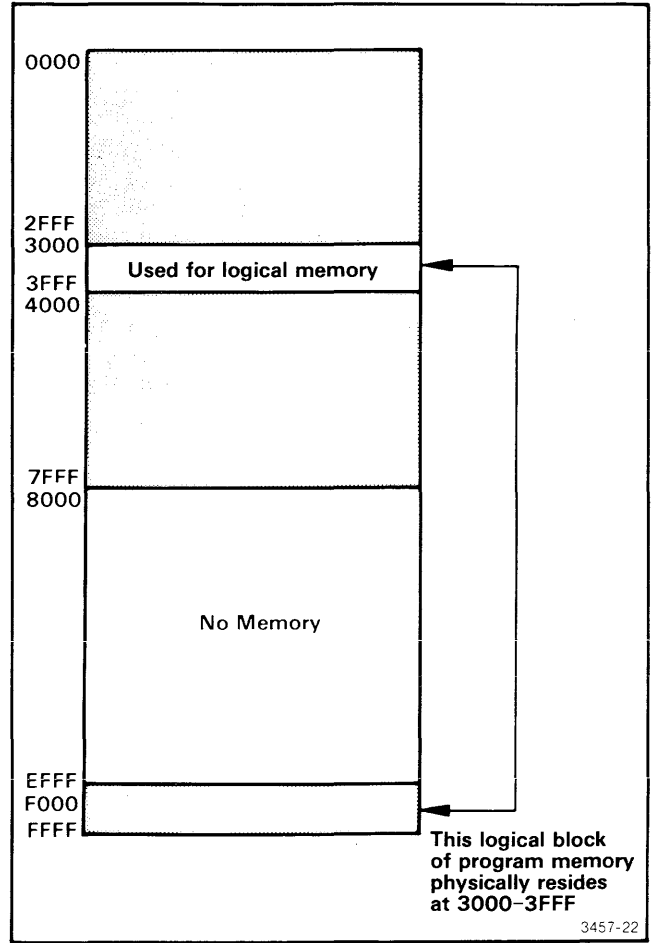 0000
2FFF
3000
Used for logical memory
3FFF
4000
7FFF
8000
No Memory
EFFF
F000
FFFF
This logical block
of program memory
physically resides
at 3000-3FFF
3457-22